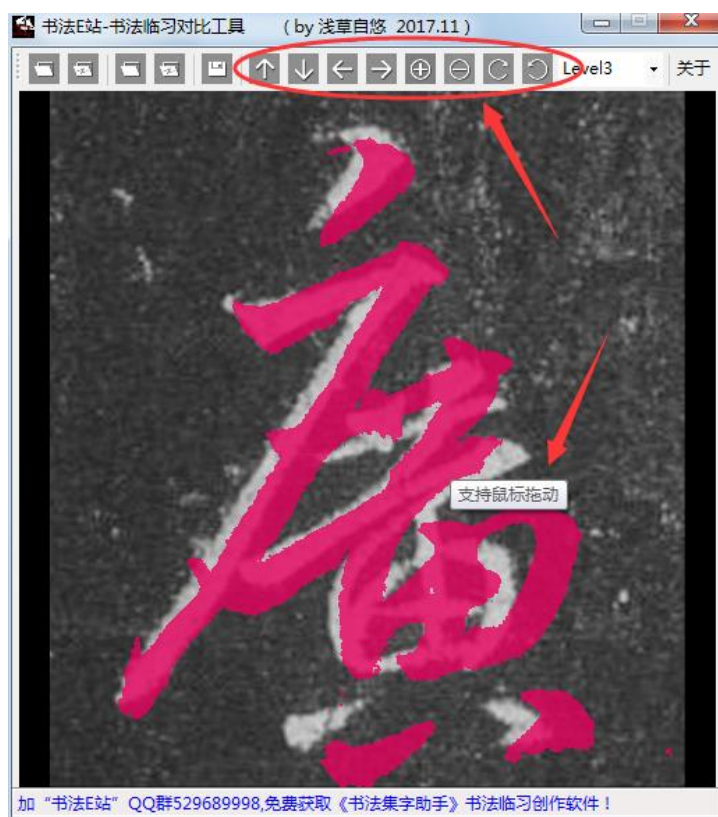 书法E站-书法临习对比工具 (by 浅草自悠 2017.11)
Level3 关于
廣
支持鼠标拖动
加“书法E站”QQ群529689998,免费获取《书法集字助手》书法临习创作软件！